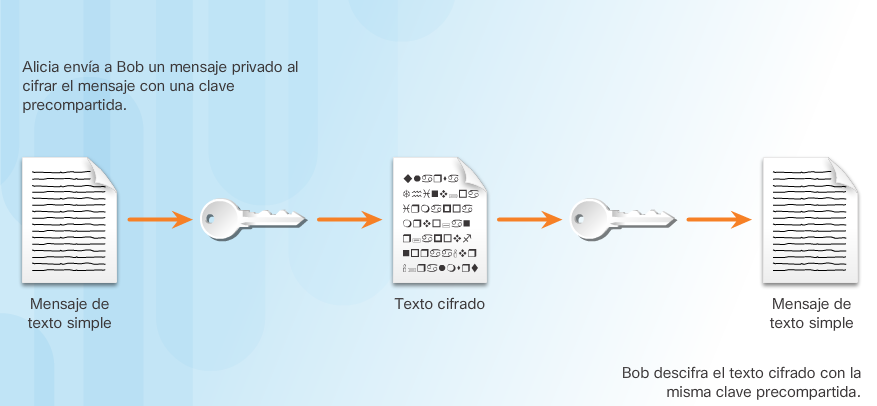 Alicia envía a Bob un mensaje privado al
cifrar el mensaje con una clave
precompartida.
Mensaje de
texto simple
Texto cifrado
Mensaje de
texto simple
Bob descifra el texto cifrado con la
misma clave precompartida.